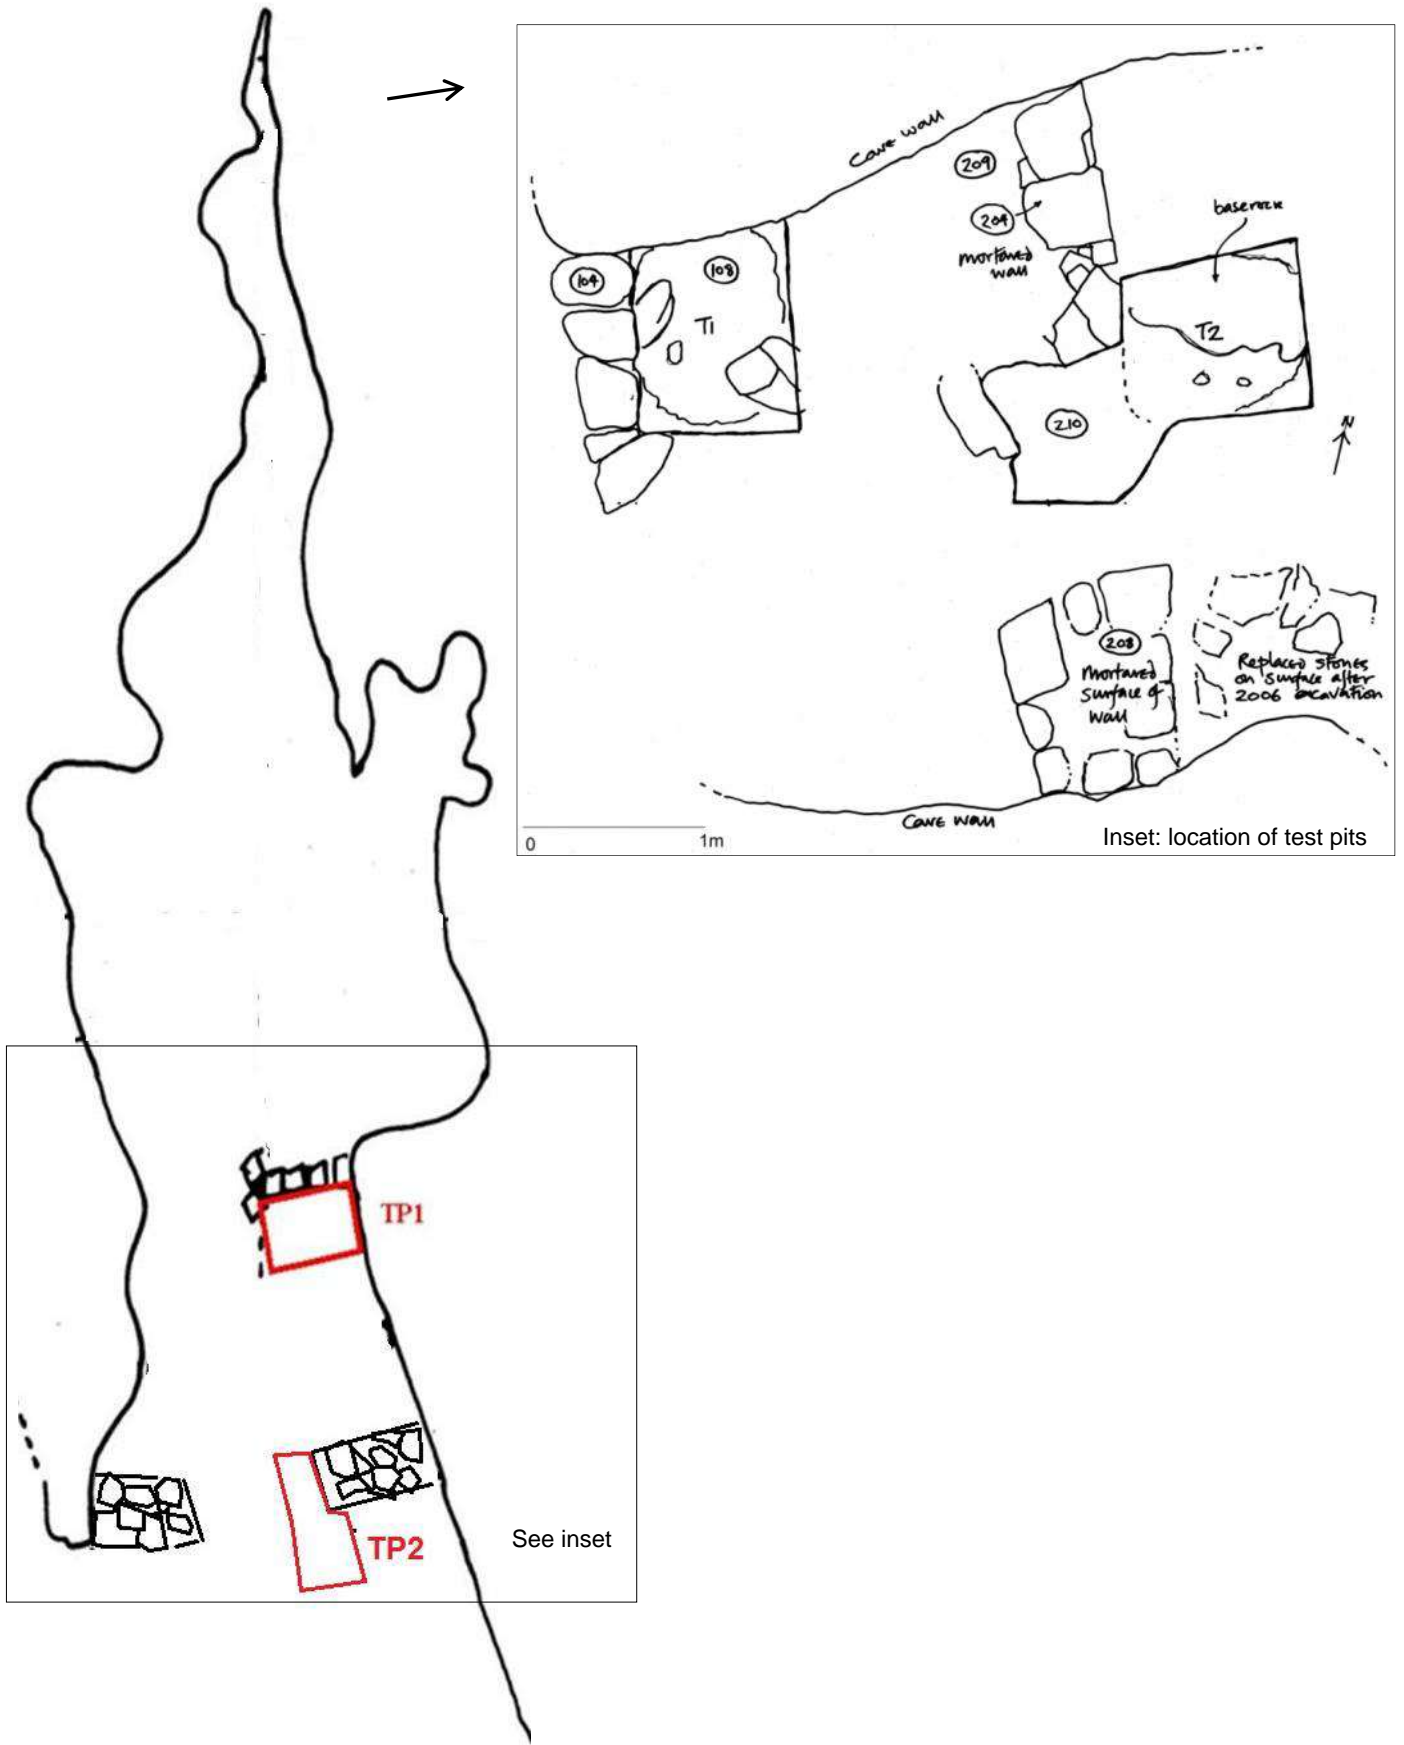 Cave wall
209
204
mortared
wall
baserock
104
108
T1
T2
210
N
208
Mortared
surface of
wall
Replaced stones
on surface after
2006 excavation
Cave wall
0
1m
Inset: location of test pits
TP1
TP2
See inset